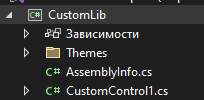 CustomLib
Зависимости
Themes
C# AssemblyInfo.cs
C# CustomControl1.cs